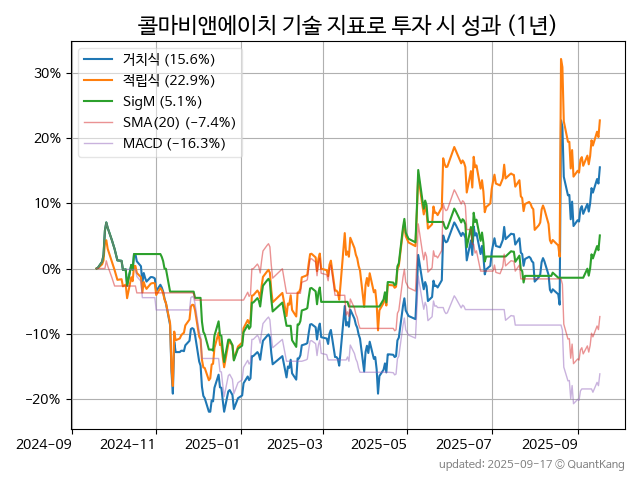 콜마비앤에이치 기술 지표로 투자 시 성과 (1년)
거치식 (15.6%)
적립식 (22.9%)
SigM (5.1%)
SMA(20) (−7.4%)
MACD (−16.3%)
30%
20%
10%
0%
−10%
−20%
2024-09 2024-11 2025-01 2025-03 2025-05 2025-07 2025-09
updated: 2025-09-17 © QuantKang